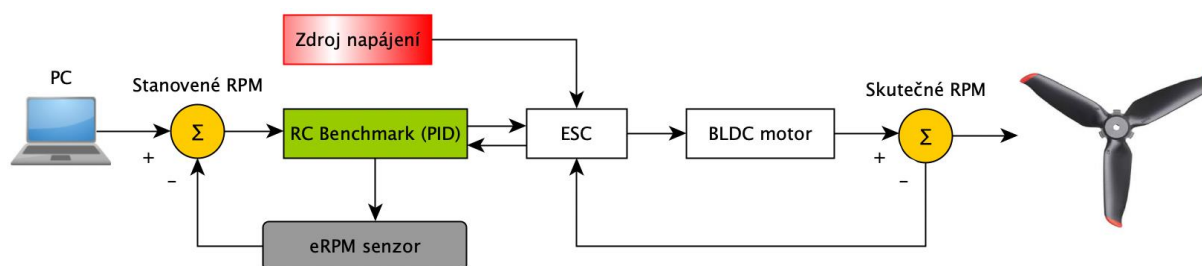 Zdroj napájení
PC
Stanovené RPM
Skutečné RPM
Σ
RC Benchmark (PID)
ESC
BLDC motor
Σ
+
–
+
–
eRPM senzor